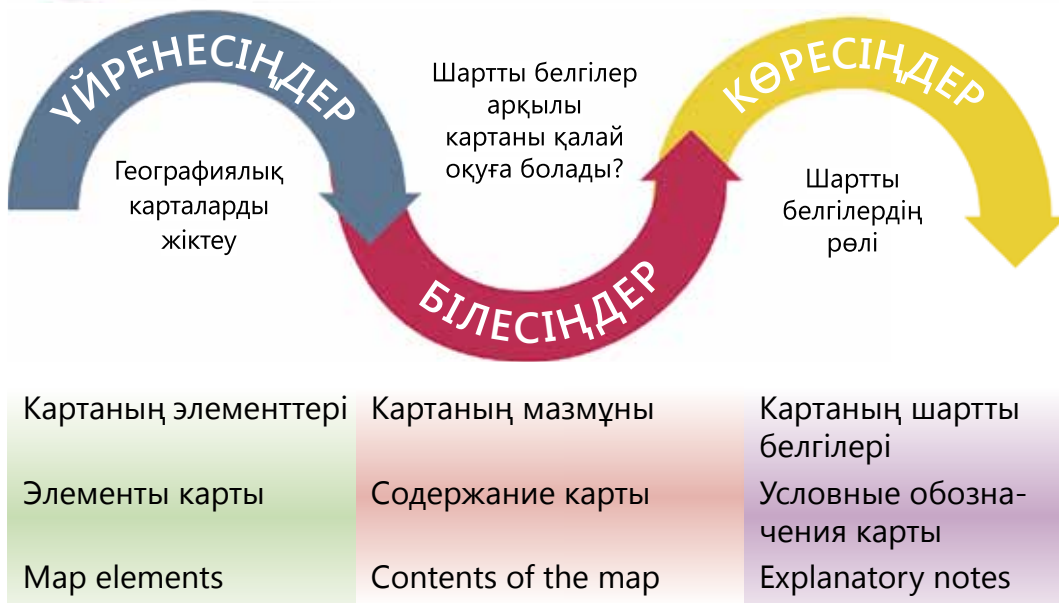 ҮЙРЕНЕСІҢДЕР
Географиялық
карталарды
жіктеу
Шартты белгілер
арқылы
картаны қалай
оқуға болады?
БІЛЕСІҢДЕР
КӨРЕСІҢДЕР
Шартты
белгілердің
рөлі
Картаның элементтері
Элементы карты
Map elements
Картаның мазмұны
Содержание карты
Contents of the map
Картаның шартты
белгілері
Условные обозна-
чения карты
Explanatory notes